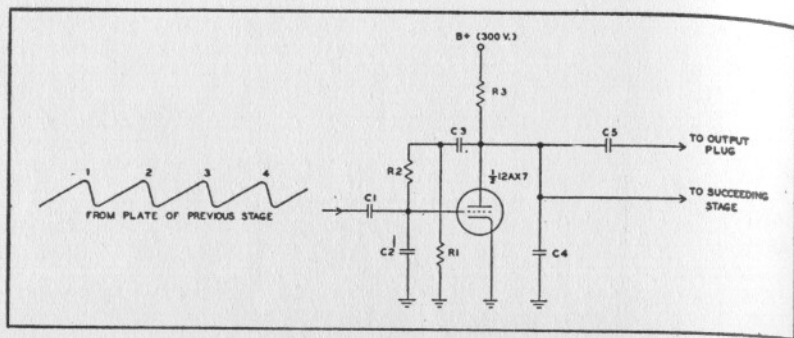 B+ (300 V.)
R3
C3
C5
TO OUTPUT
PLUG
1 2 3 4
R2
½ 12AX7
TO SUCCEEDING
STAGE
C1
FROM PLATE OF PREVIOUS STAGE
C2
R1
C4